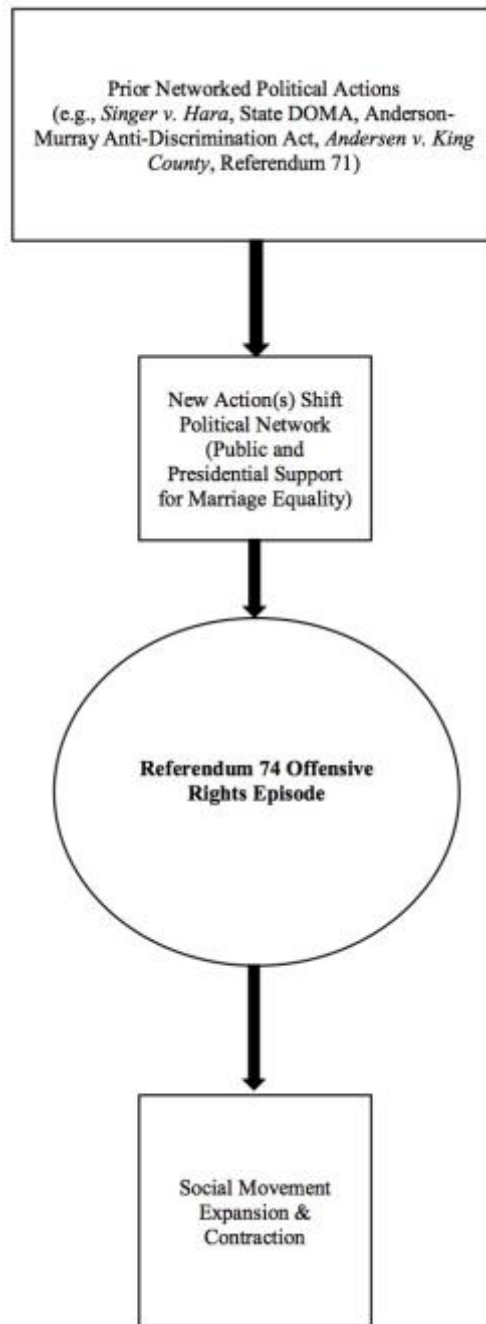 Prior Networked Political Actions
(e.g., Singer v. Hara, State DOMA, Anderson-
Murray Anti-Discrimination Act, Andersen v. King
County, Referendum 71)
New Action(s) Shift
Political Network
(Public and
Presidential Support
for Marriage Equality)
Referendum 74 Offensive
Rights Episode
Social Movement
Expansion &
Contraction